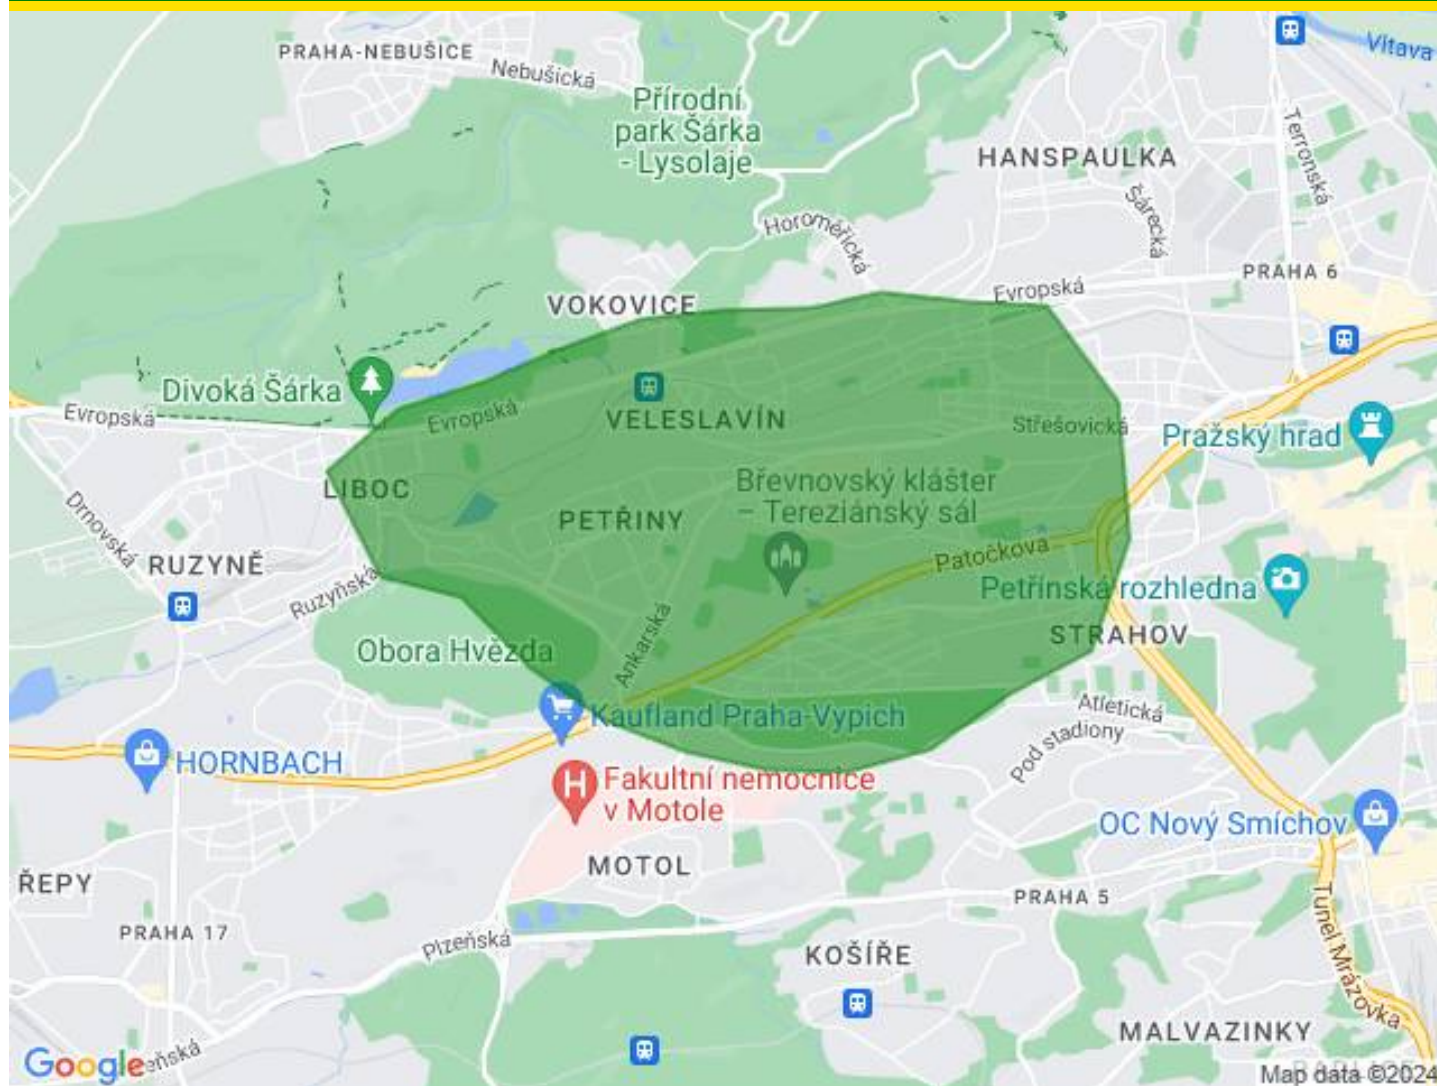 PRAHA-NEBUŠICE
Nebušická
Vltava
Přírodní
park Šárka
- Lysolaje
Terronská
HANSPAULKA
Šárecká
Horoměřická
PRAHA 6
Evropská
VOKOVICE
Divoká Šárka
Evropská
Evropská
VELESLAVÍN
Střešovická
Pražský hrad
LIBOC
Břevnovský klášter
– Tereziánský sál
PETŘINY
Drnovská
RUZYNĚ
Ruzyňská
Patočkova
Petřínská rozhledna
STRAHOV
Obora Hvězda
Ankarská
Kaufland Praha-Vypich
Atletická
Pod stadiony
HORNBACH
Fakultní nemocnice
v Motole
OC Nový Smíchov
MOTOL
ŘEPY
PRAHA 5
PRAHA 17
Plzeňská
KOŠÍŘE
Tunel Mrázovka
MALVAZINKY
Google
eňská
Map data ©2024